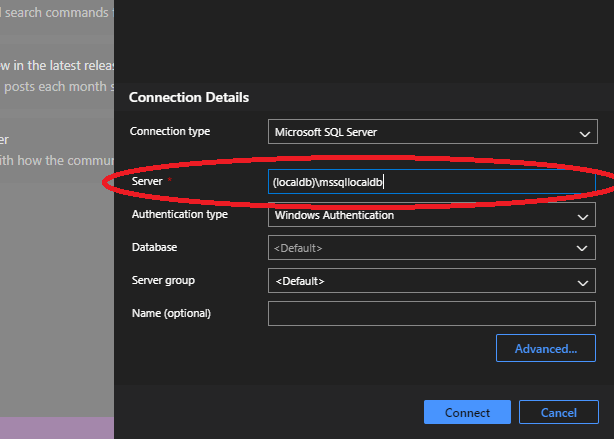 d search commands
w in the latest relea
posts each month s
er
ith how the commu
Connection Details
Connection type Microsoft SQL Server
Server * (localdb)\mssqllocaldb
Authentication type Windows Authentication
Database <Default>
Server group <Default>
Name (optional)
Advanced...
Connect Cancel